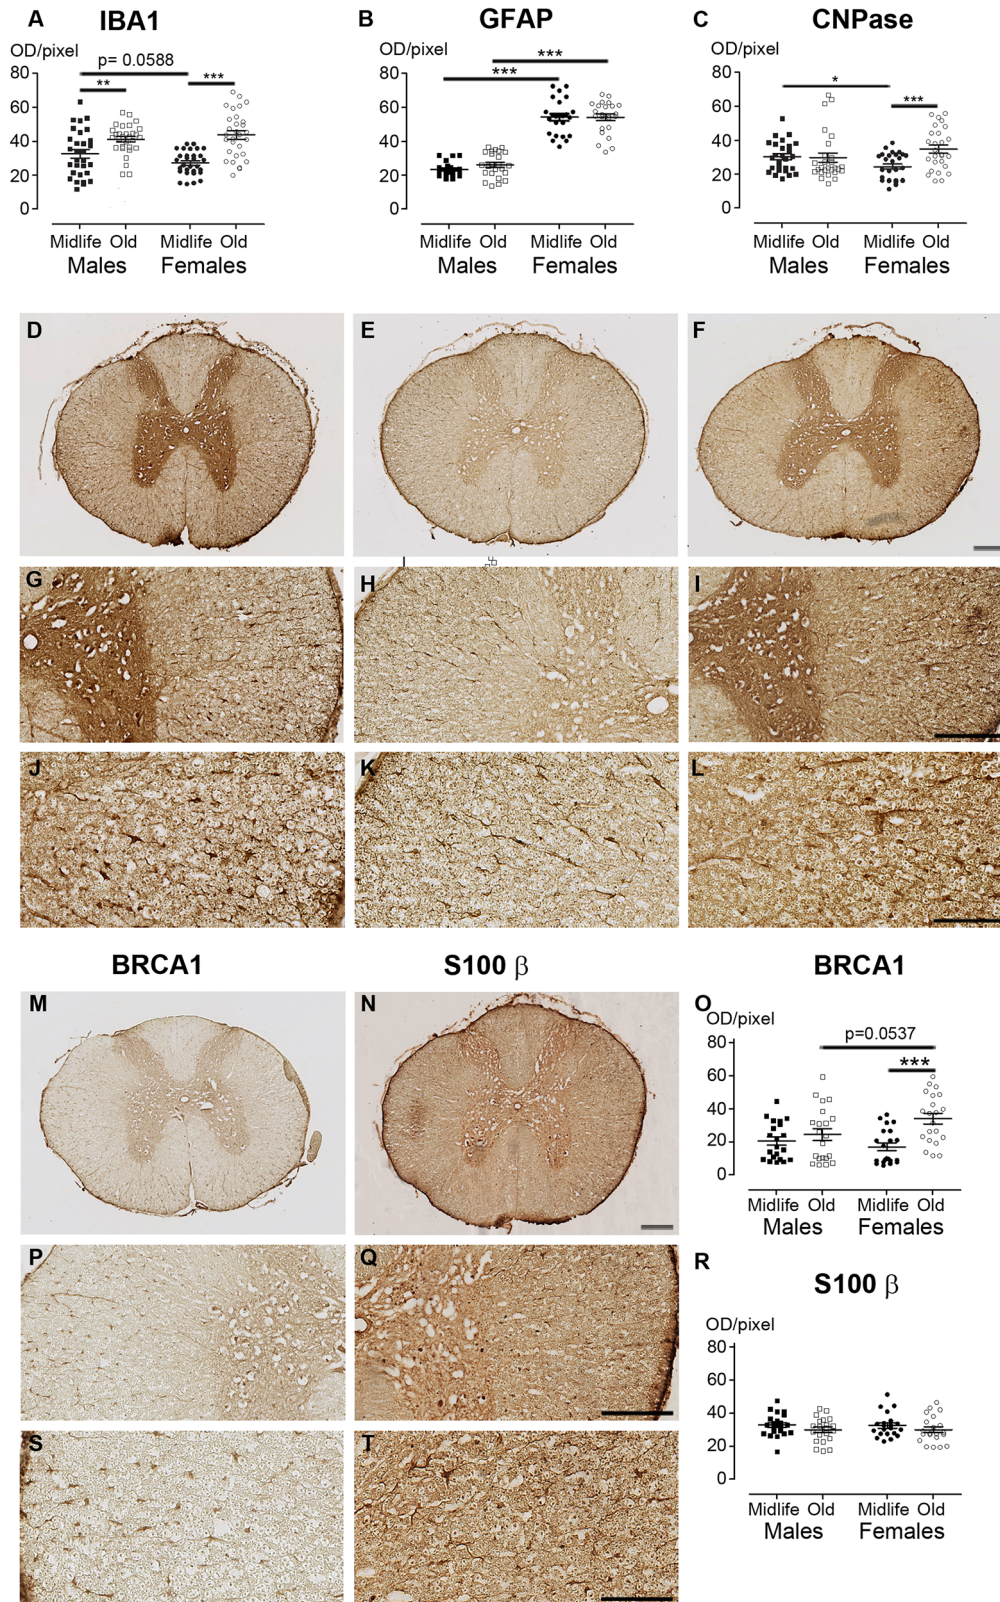 A IBA1
OD/pixel
p= 0.0588
** ***
80
60
40
20
0
Midlife Old Midlife Old
Males Females
B GFAP
OD/pixel
***
***
80
60
40
20
0
Midlife Old Midlife Old
Males Females
C CNPase
OD/pixel
*
***
80
60
40
20
0
Midlife Old Midlife Old
Males Females
D E F
G H I
J K L
BRCA1 S100 β
M N
O BRCA1
OD/pixel
p=0.0537
***
80
60
40
20
0
Midlife Old Midlife Old
Males Females
P Q
R
S100 β
OD/pixel
80
60
40
20
0
Midlife Old Midlife Old
Males Females
S T